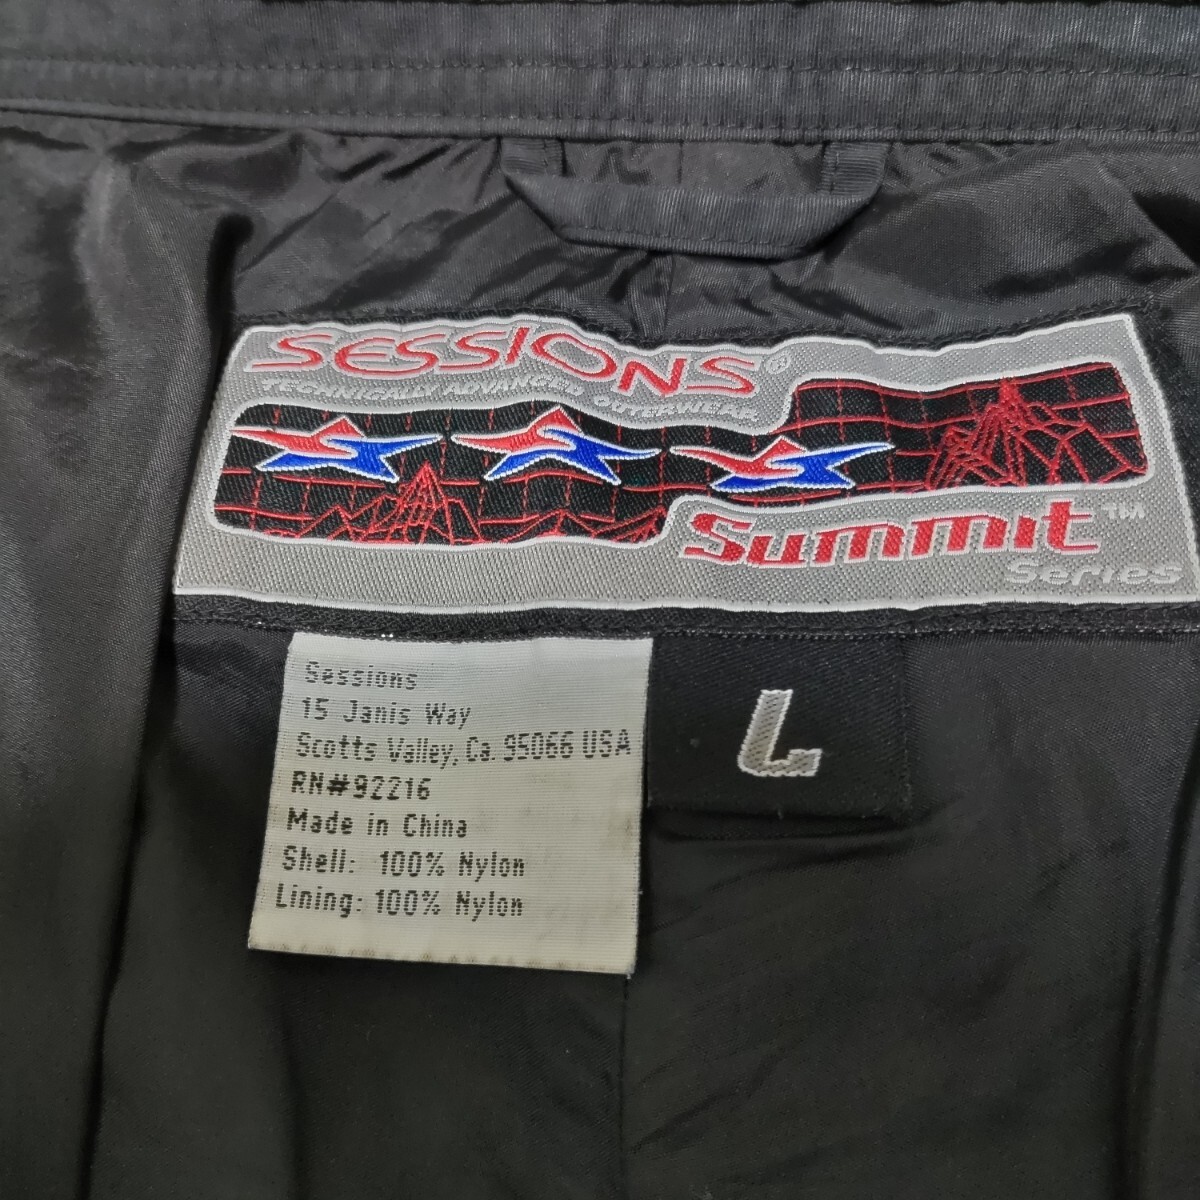 SESSIONS®
TECHNICALLY ADVANCED OUTERWEAR
Summit™
Series
Sessions
15 Janis Way
Scotts Valley, Ca. 95066 USA
RN#92216
Made in China
Shell: 100% Nylon
Lining: 100% Nylon
L